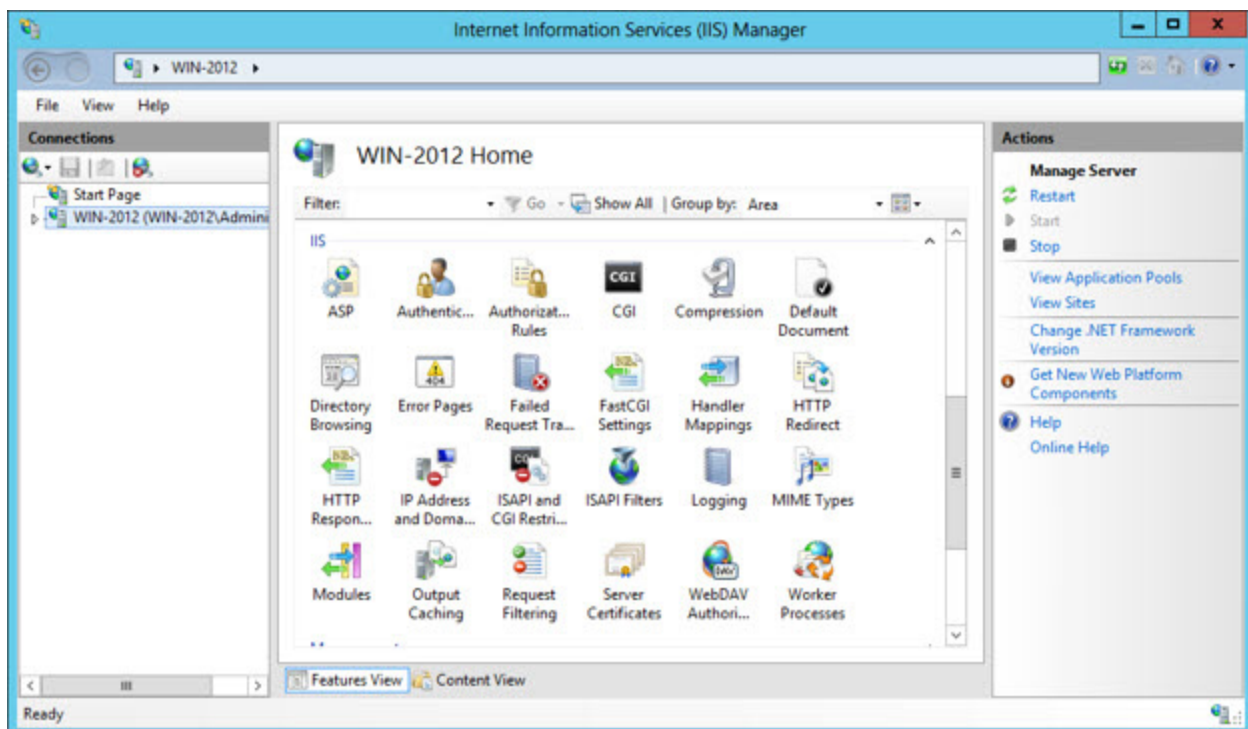 Internet Information Services (IIS) Manager
WIN-2012
File View Help
Connections
Start Page
WIN-2012 (WIN-2012\Admini
WIN-2012 Home
Filter: Go Show All Group by: Area
IIS
ASP Authentic... Authorizat... CGI Compression Default
Rules Document
Directory Error Pages Failed FastCGI Handler HTTP
Browsing Request Tra... Settings Mappings Redirect
HTTP IP Address ISAPI and ISAPI Filters Logging MIME Types
Respon... and Doma... CGI Restri...
Modules Output Request Server WebDAV Worker
Caching Filtering Certificates Authori... Processes
Features View Content View
Ready
Actions
Manage Server
Restart
Start
Stop
View Application Pools
View Sites
Change .NET Framework
Version
Get New Web Platform
Components
Help
Online Help